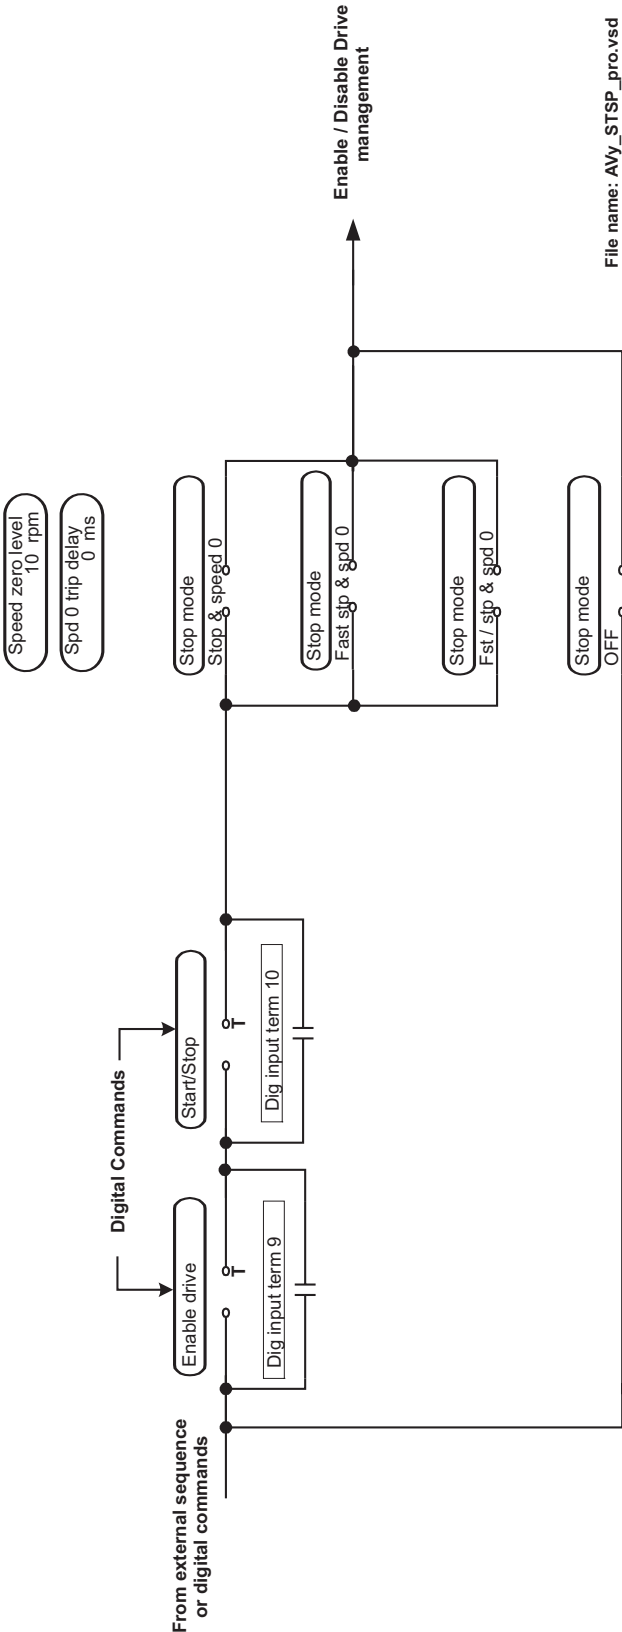 Speed zero level
10 rpm
Spd 0 trip delay
0 ms
Digital Commands
Enable drive
Start/Stop
Stop mode
Stop & speed 0
From external sequence
or digital commands
Dig input term 9
Dig input term 10
Stop mode
Fast stp & spd 0
Enable / Disable Drive
management
Stop mode
Fst / stp & spd 0
Stop mode
OFF
File name: AVy_STSP_pro.vsd